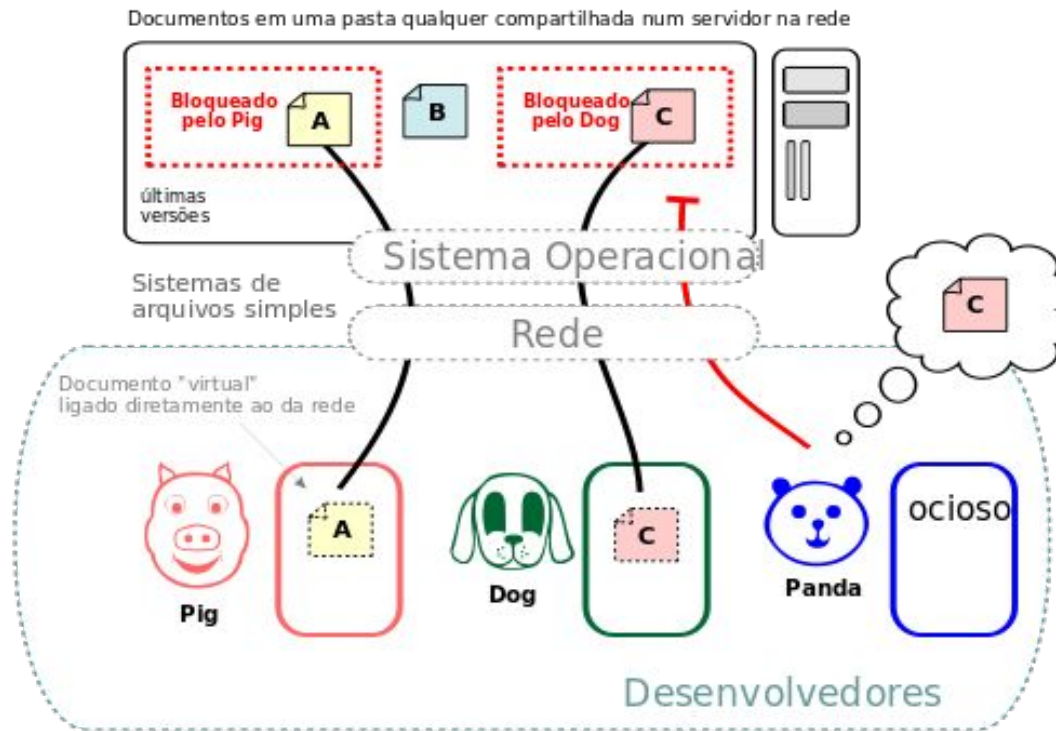 Documentos em uma pasta qualquer compartilhada num servidor na rede
Bloqueado
pelo Pig
A
B
Bloqueado
pelo Dog
C
últimas
versões
Sistema Operacional
Sistemas de
arquivos simples
Rede
C
Documento "virtual"
ligado diretamente ao da rede
A
C
ocioso
Pig
Dog
Panda
Desenvolvedores